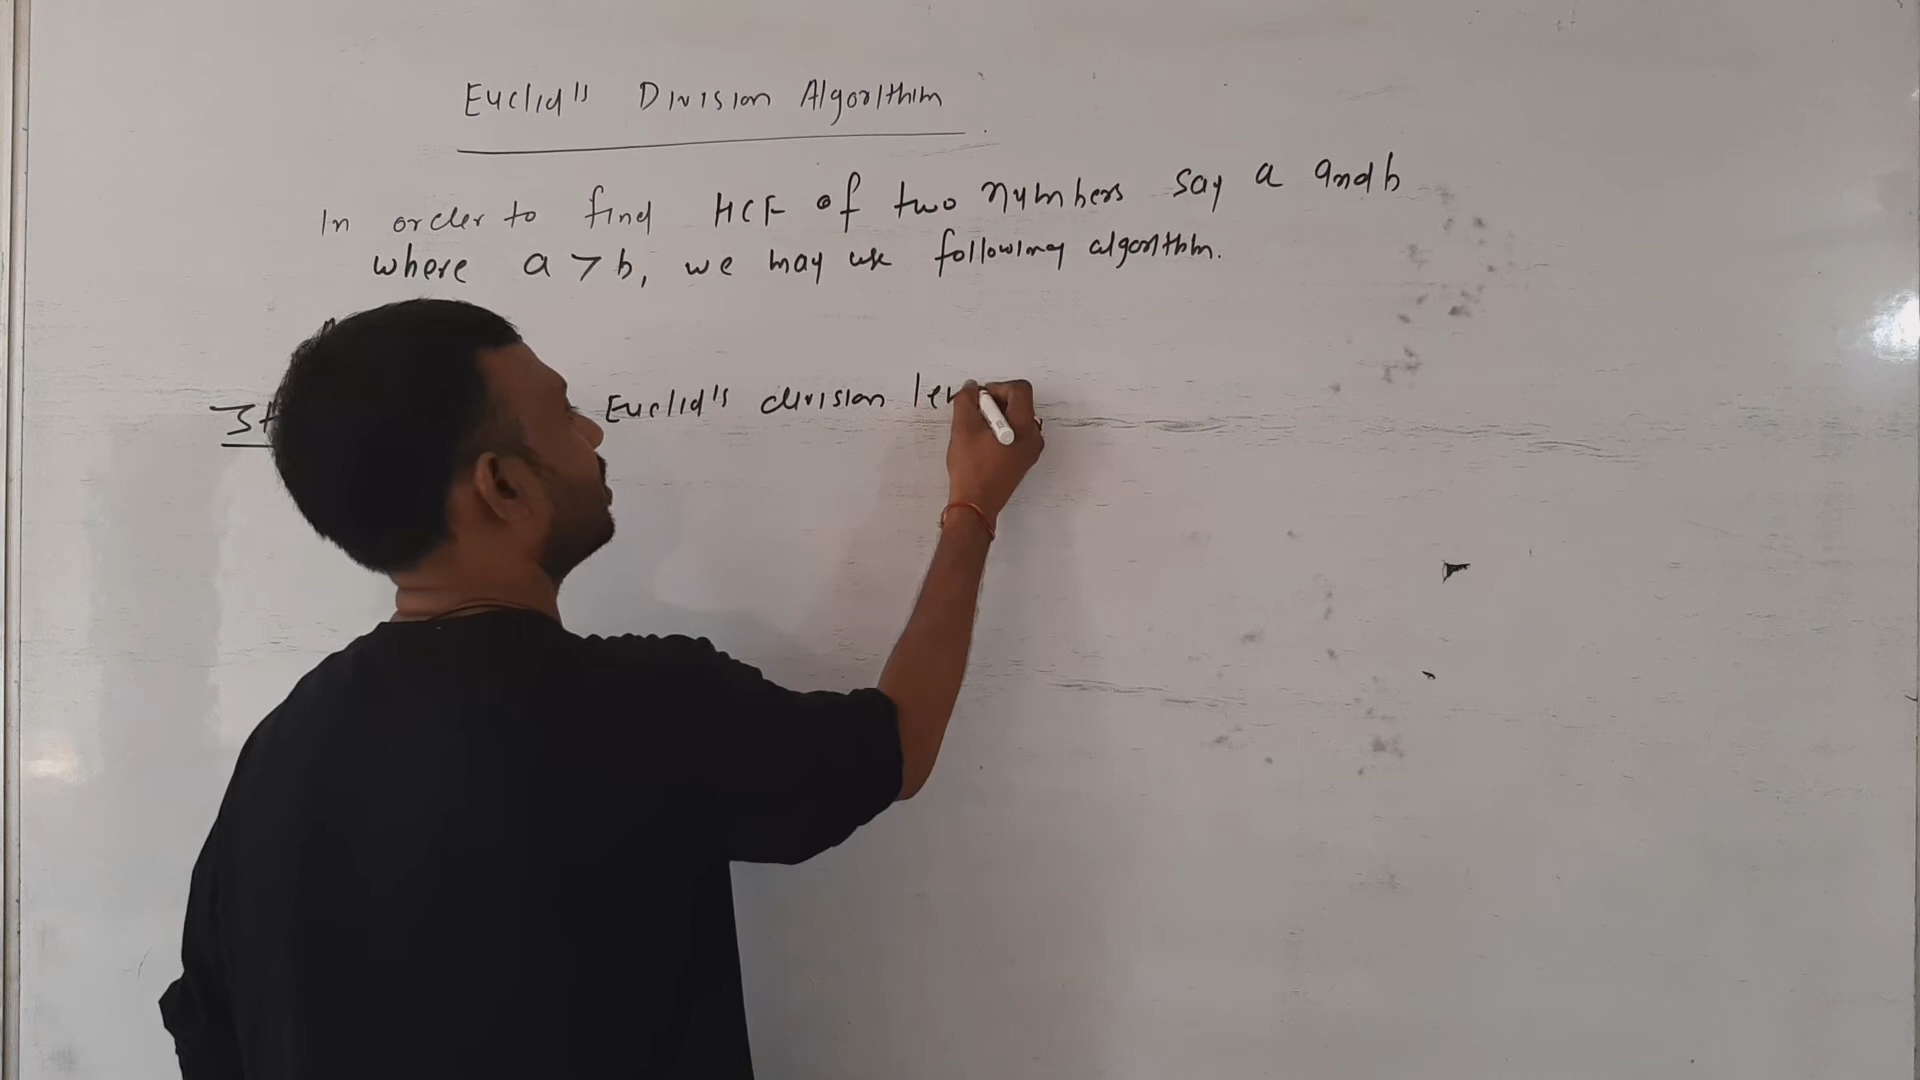 Euclid's Division Algorithim
In order to find HCF of two numbers say a and b
where a > b, we may use following algorithm.
Euclid's division